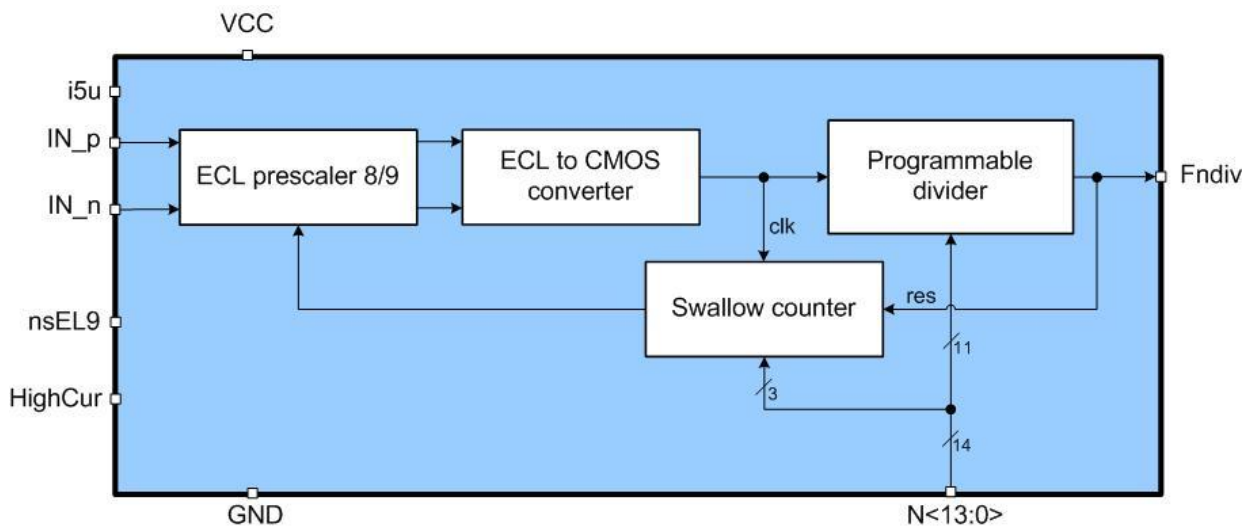 VCC
i5u
IN_p
IN_n
ECL prescaler 8/9
ECL to CMOS
converter
Programmable
divider
Fndiv
clk
Swallow counter
res
nsEL9
11
HighCur
3
14
GND
N<13:0>